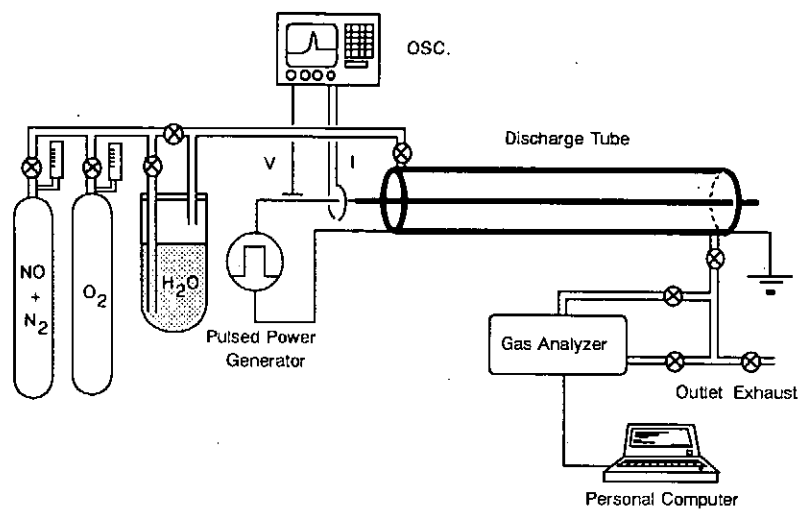 OSC.
Discharge Tube
V
I
NO
+
N2
O2
H2O
Pulsed Power
Generator
Gas Analyzer
Outlet Exhaust
Personal Computer